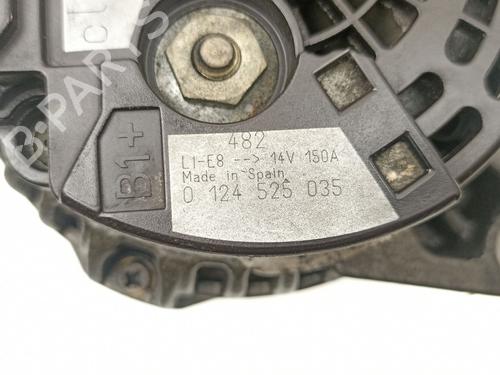 482
L1-E8 --> 14V 150A
Made in Spain
0 124 525 035
B1+
B-PARTS